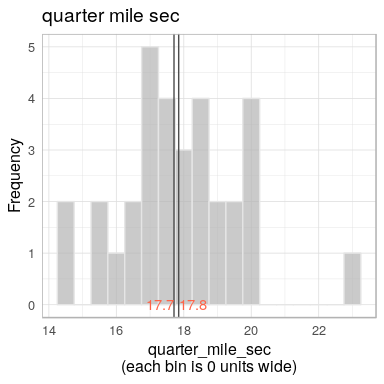 quarter mile sec
5
4
3
2
1
0
17.7 17.8
14 16 18 20 22
Frequency
quarter_mile_sec
(each bin is 0 units wide)